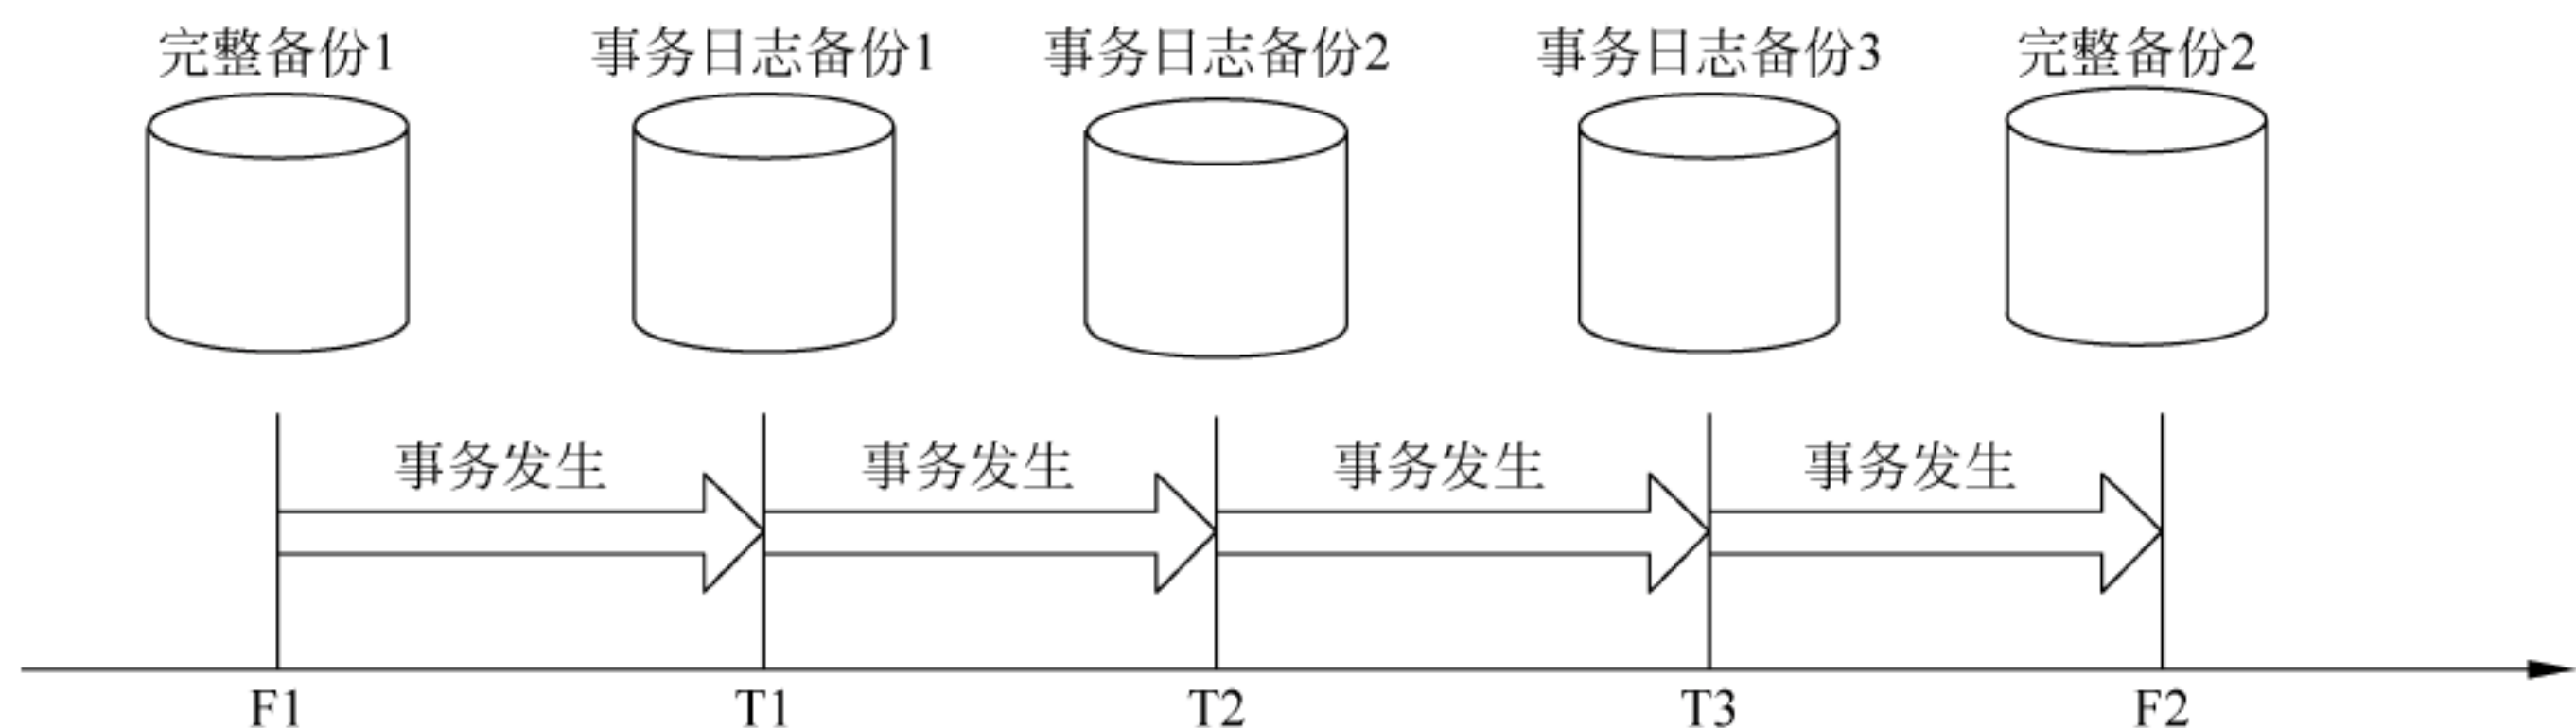 完整备份1 事务日志备份1 事务日志备份2 事务日志备份3 完整备份2
事务发生 事务发生 事务发生 事务发生
F1 T1 T2 T3 F2